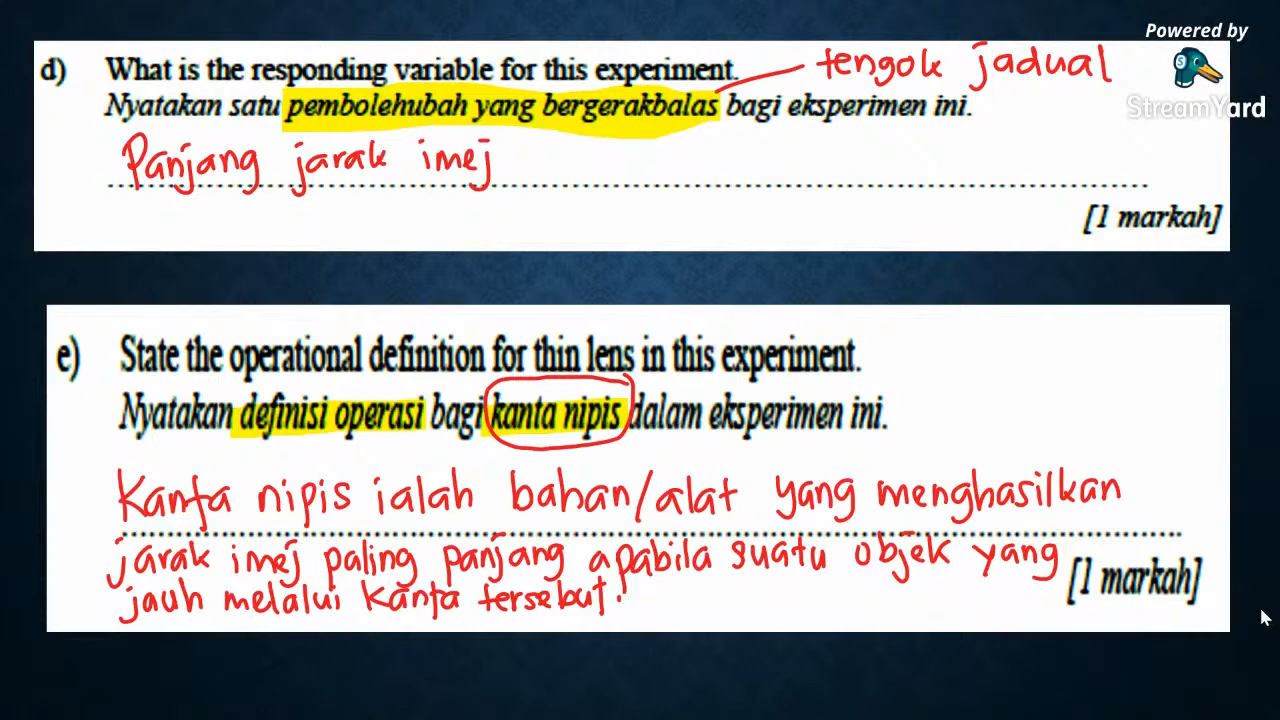 Powered by
StreamYard
d) What is the responding variable for this experiment.
tengok jadual
Nyatakan satu pembolehubah yang bergerakbalas bagi eksperimen ini.
Panjang jarak imej
[1 markah]
e) State the operational definition for thin lens in this experiment.
Nyatakan definisi operasi bagi kanta nipis dalam eksperimen ini.
Kanta nipis ialah bahan/alat yang menghasilkan
jarak imej paling panjang apabila suatu objek yang
[1 markah]
jauh melalui kanta tersebut.